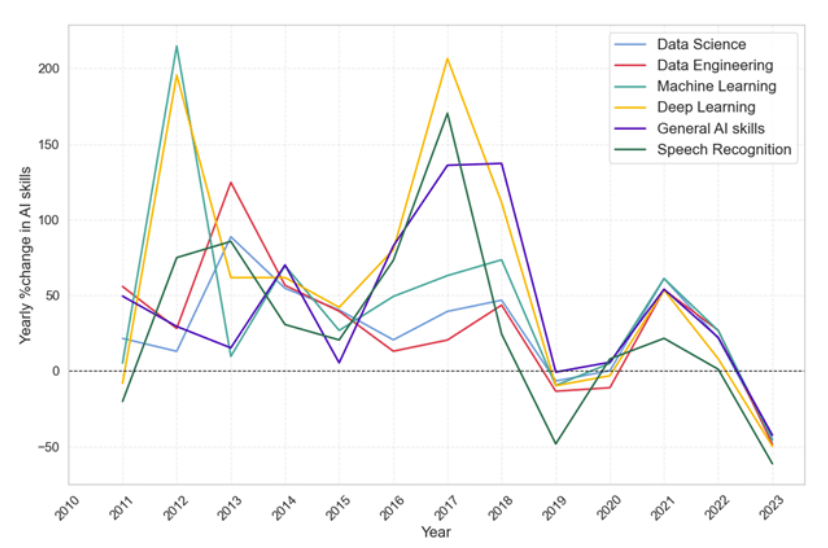 Data Science
Data Engineering
Machine Learning
Deep Learning
General AI skills
Speech Recognition
Yearly %change in AI skills
200
150
100
50
0
−50
2010 2011 2012 2013 2014 2015 2016 2017 2018 2019 2020 2021 2022 2023
Year